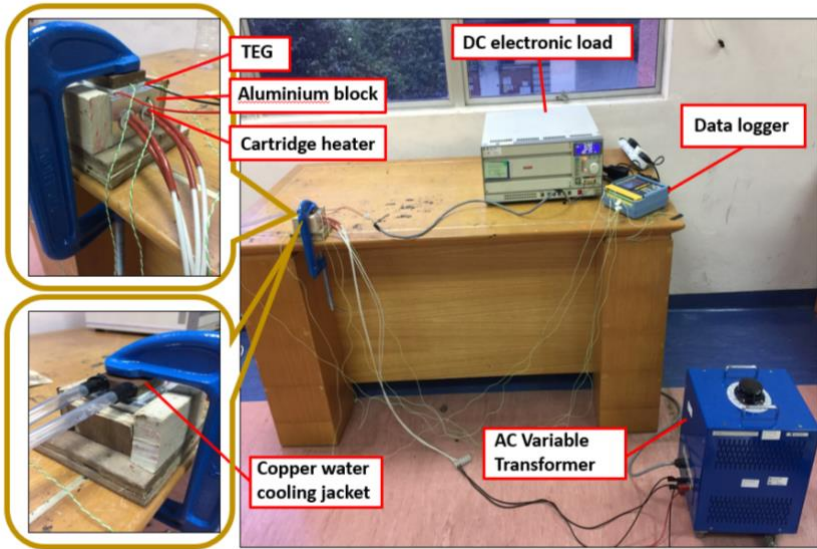 TEG
Aluminium block
Cartridge heater
DC electronic load
Data logger
Copper water
cooling jacket
AC Variable
Transformer